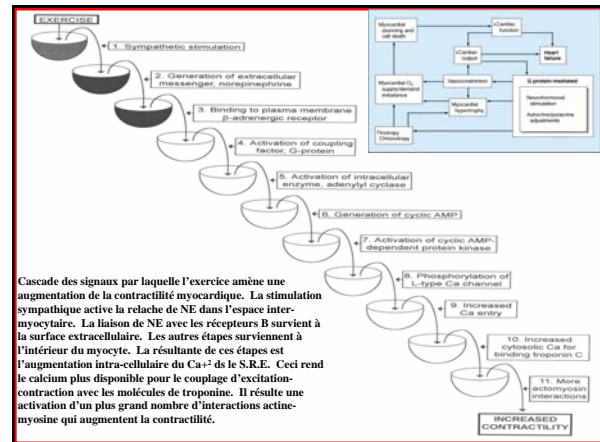 EXERCISE
1. Sympathetic stimulation
2. Generation of extracellular
messenger, norepinephrine
3. Binding to plasma membrane
β-adrenergic receptor
4. Activation of coupling
factor, G-protein
5. Activation of intracellular
enzyme, adenylyl cyclase
6. Generation of cyclic AMP
7. Activation of cyclic AMP-
dependent protein kinase
8. Phosphorylation of
L-type Ca channel
9. Increased
Ca entry
10. Increased
cytosolic Ca for
binding troponin C
11. More
actomyosin
interactions
INCREASED
CONTRACTILITY
Myocardial
stunning and
cell death
Cardiac
function
Cardiac
output
Heart
failure
Myocardial O2
supply/demand
imbalance
Vasoconstriction
G protein-mediated
Myocardial
hypertrophy
Neurohormonal
stimulation
Autocrine/paracrine
adjustments
Inotropy
Chronotropy
Cascade des signaux par laquelle l'exercice amène une
augmentation de la contractilité myocardique. La stimulation
sympathique active la relache de NE dans l'espace inter-
myocytaire. La liaison de NE avec les récepteurs B survient à
la surface extracellulaire. Les autres étapes surviennent à
l'intérieur du myocyte. La résultante de ces étapes est
l'augmentation intra-cellulaire du Ca+² ds le S.R.E. Ceci rend
le calcium plus disponible pour le couplage d'excitation-
contraction avec les molécules de troponine. Il résulte une
activation d'un plus grand nombre d'interactions actine-
myosine qui augmentent la contractilité.